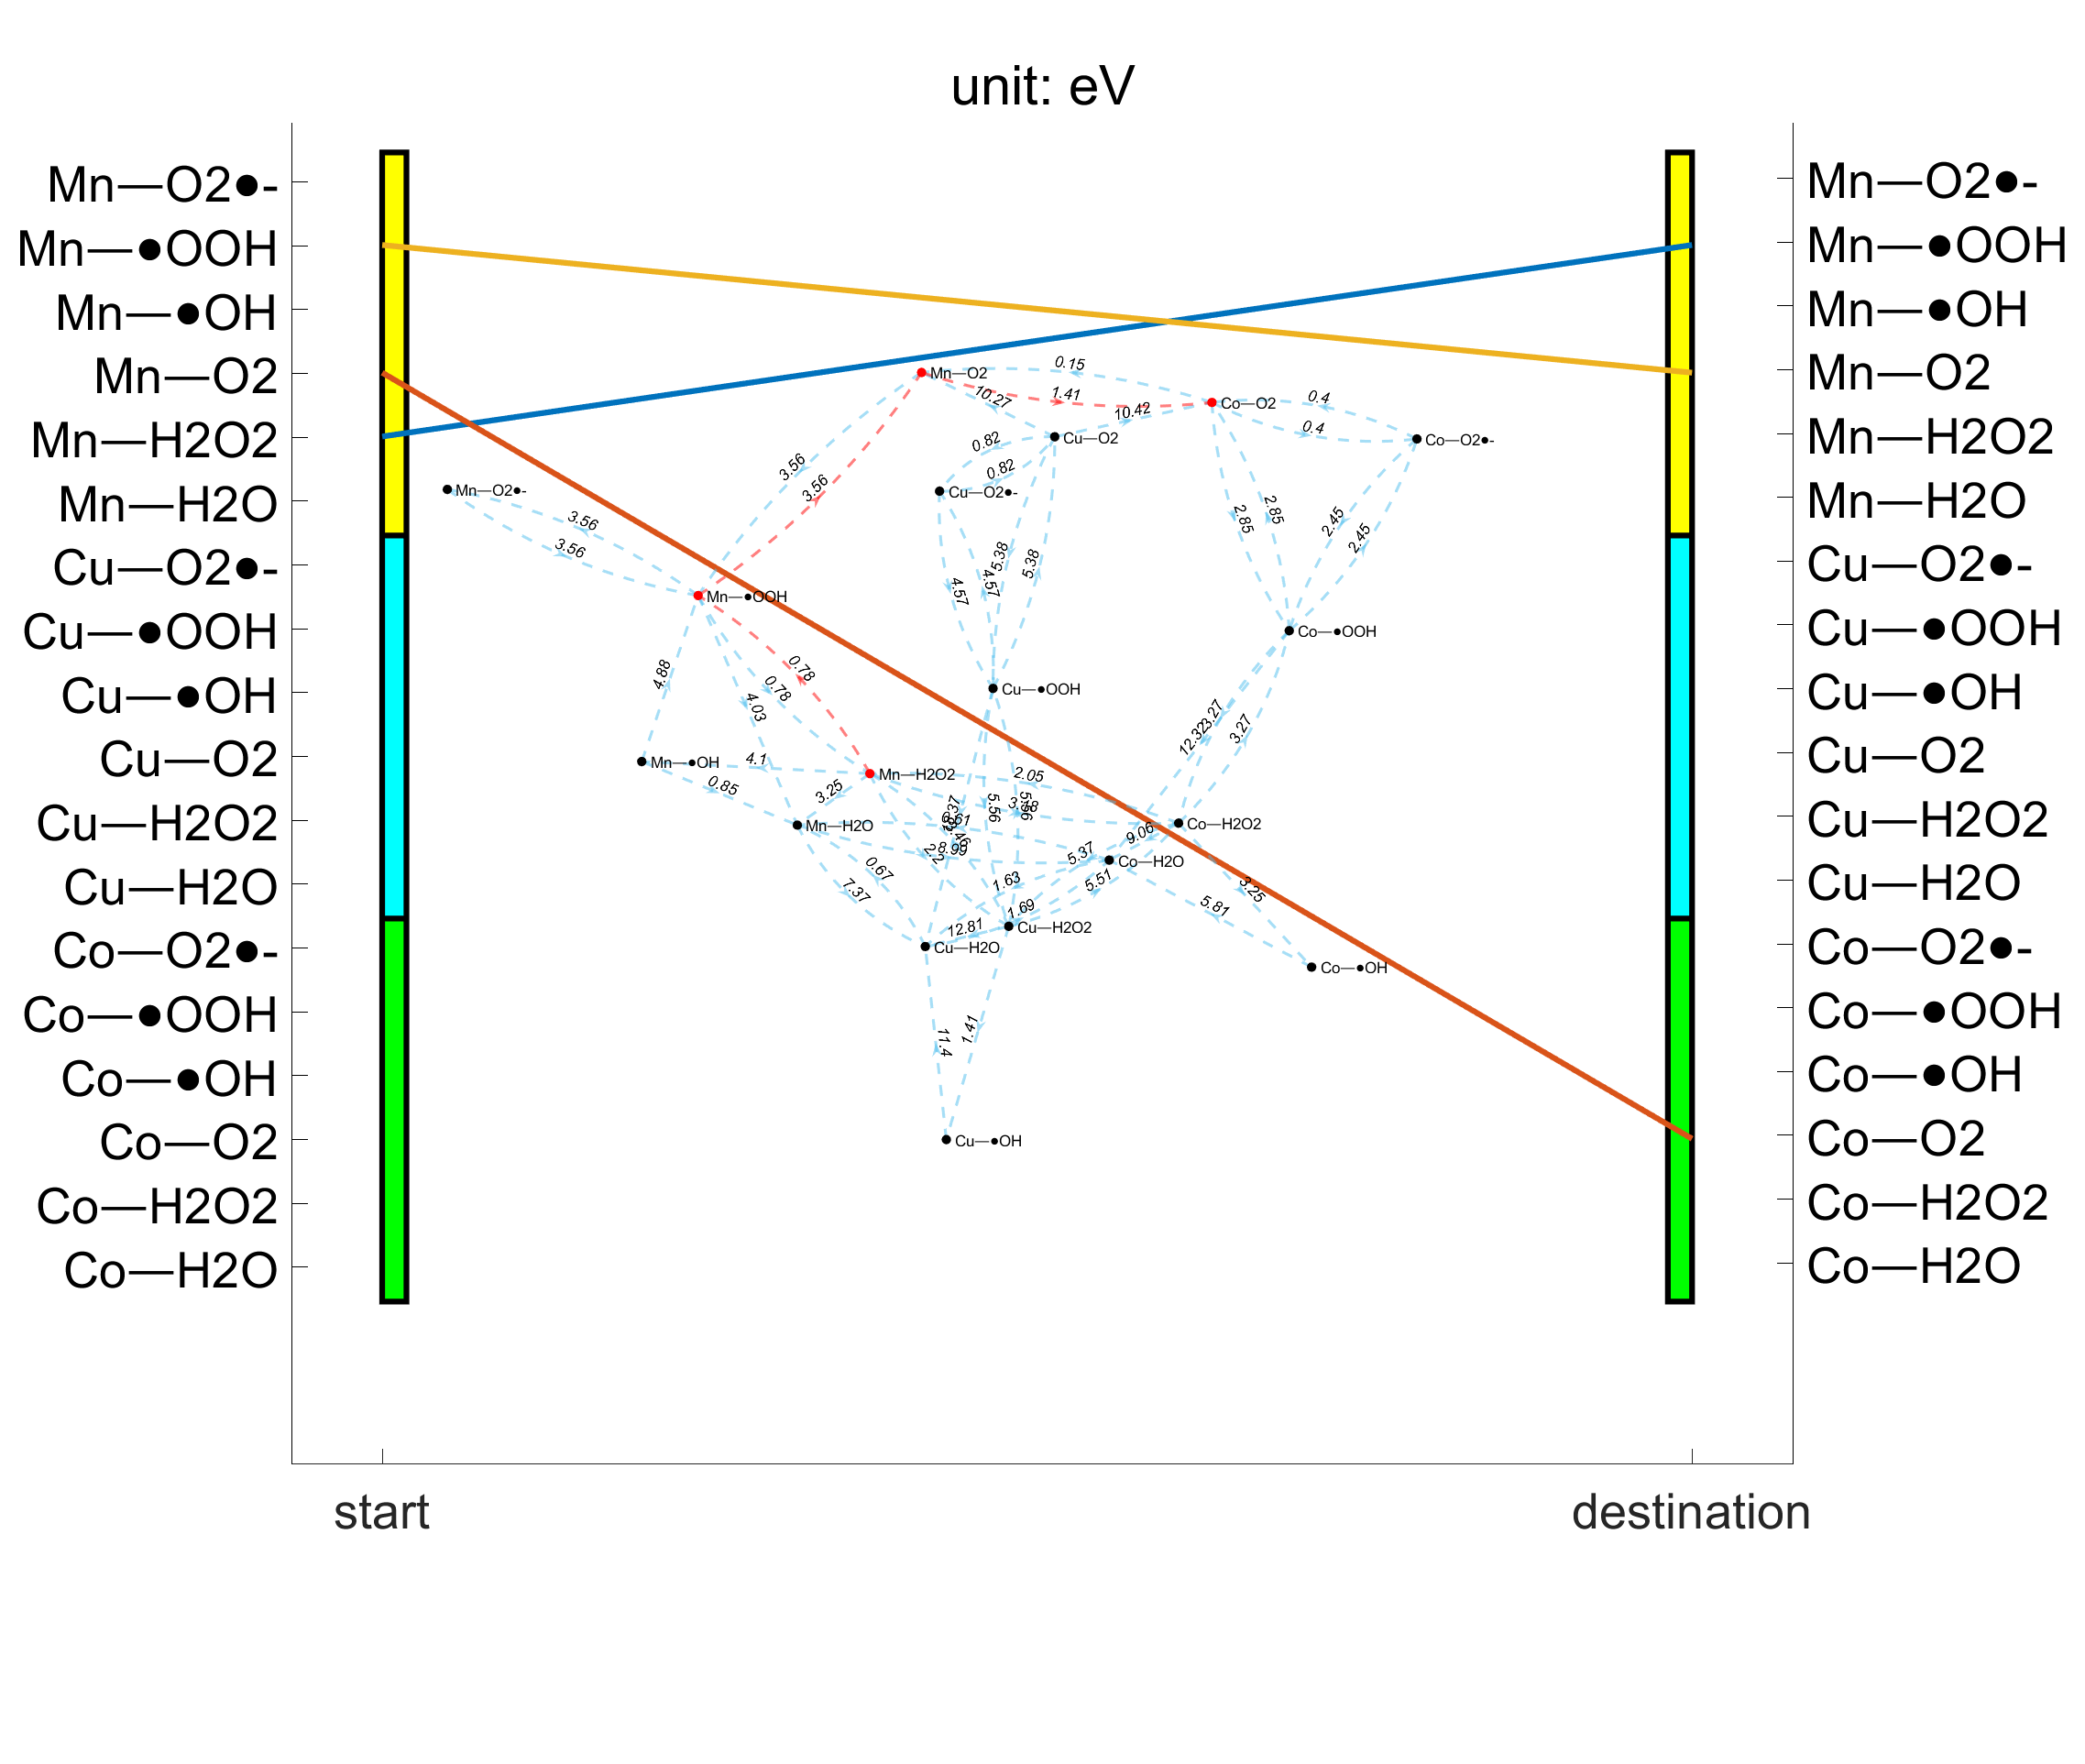 unit: eV
Mn—O2●-
Mn—●OOH
Mn—●OH
Mn—O2
Mn—H2O2
Mn—H2O
Cu—O2●-
Cu—●OOH
Cu—●OH
Cu—O2
Cu—H2O2
Cu—H2O
Co—O2●-
Co—●OOH
Co—●OH
Co—O2
Co—H2O2
Co—H2O
0.15
Mn—O2
1.41
10.27
10.42
Co—O2
0.4
0.4
Co—O2●-
Cu—O2
0.82
0.82
Cu—O2●-
3.56
3.56
Mn—O2●-
3.56
3.56
2.85
2.85
2.45
2.45
5.38
5.38
4.57
4.57
Mn—●OOH
Co—●OOH
4.88
0.78
0.78
4.03
Cu—●OOH
12.32
3.27
3.27
Mn—●OH
4.1
Mn—H2O2
2.05
0.85
3.25
5.56
Mn—H2O
Co—H2O2
9.06
8.99
5.37
Co—H2O
0.67
2.2
7.37
1.63
5.51
3.25
1.69
5.81
12.81
Cu—H2O2
Cu—H2O
Co—●OH
11.4
1.41
Cu—●OH
Mn—O2●-
Mn—●OOH
Mn—●OH
Mn—O2
Mn—H2O2
Mn—H2O
Cu—O2●-
Cu—●OOH
Cu—●OH
Cu—O2
Cu—H2O2
Cu—H2O
Co—O2●-
Co—●OOH
Co—●OH
Co—O2
Co—H2O2
Co—H2O
start
destination